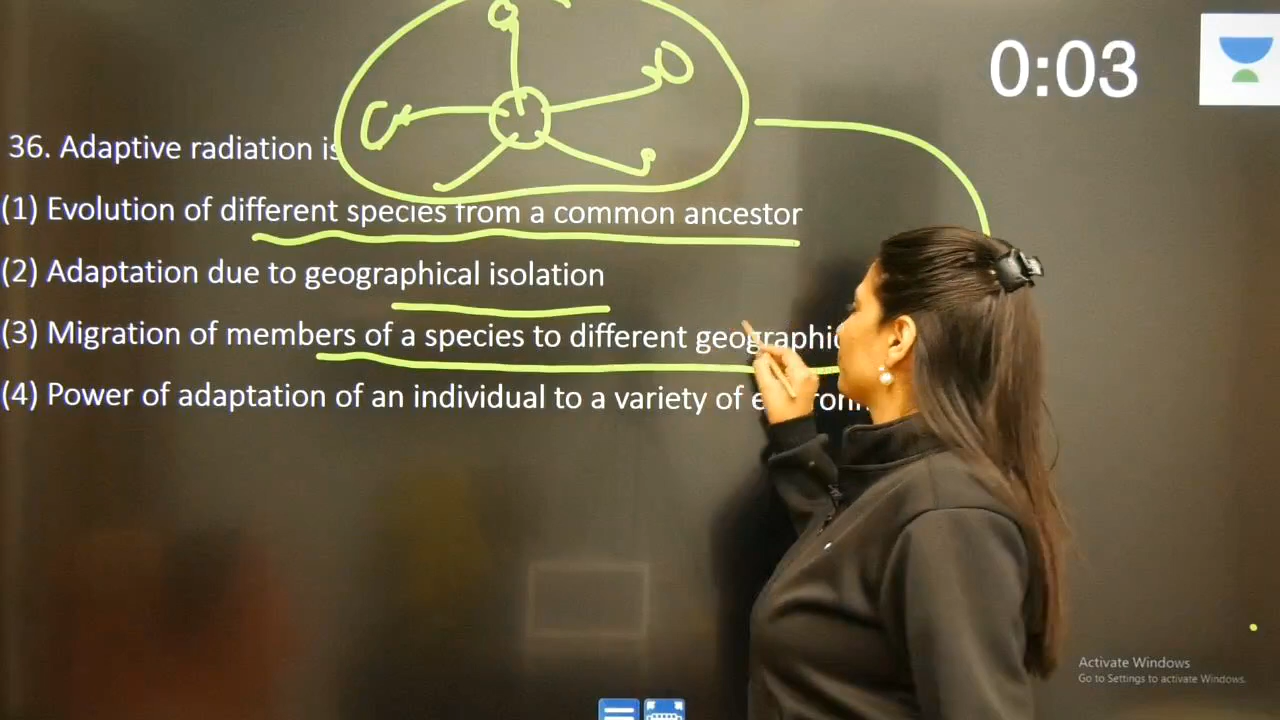 0:03
36. Adaptive radiation is
(1) Evolution of different species from a common ancestor
(2) Adaptation due to geographical isolation
(3) Migration of members of a species to different
(4) Power of adaptation of an individual to a variety of
Activate Windows
Go to Settings to activate Windows.